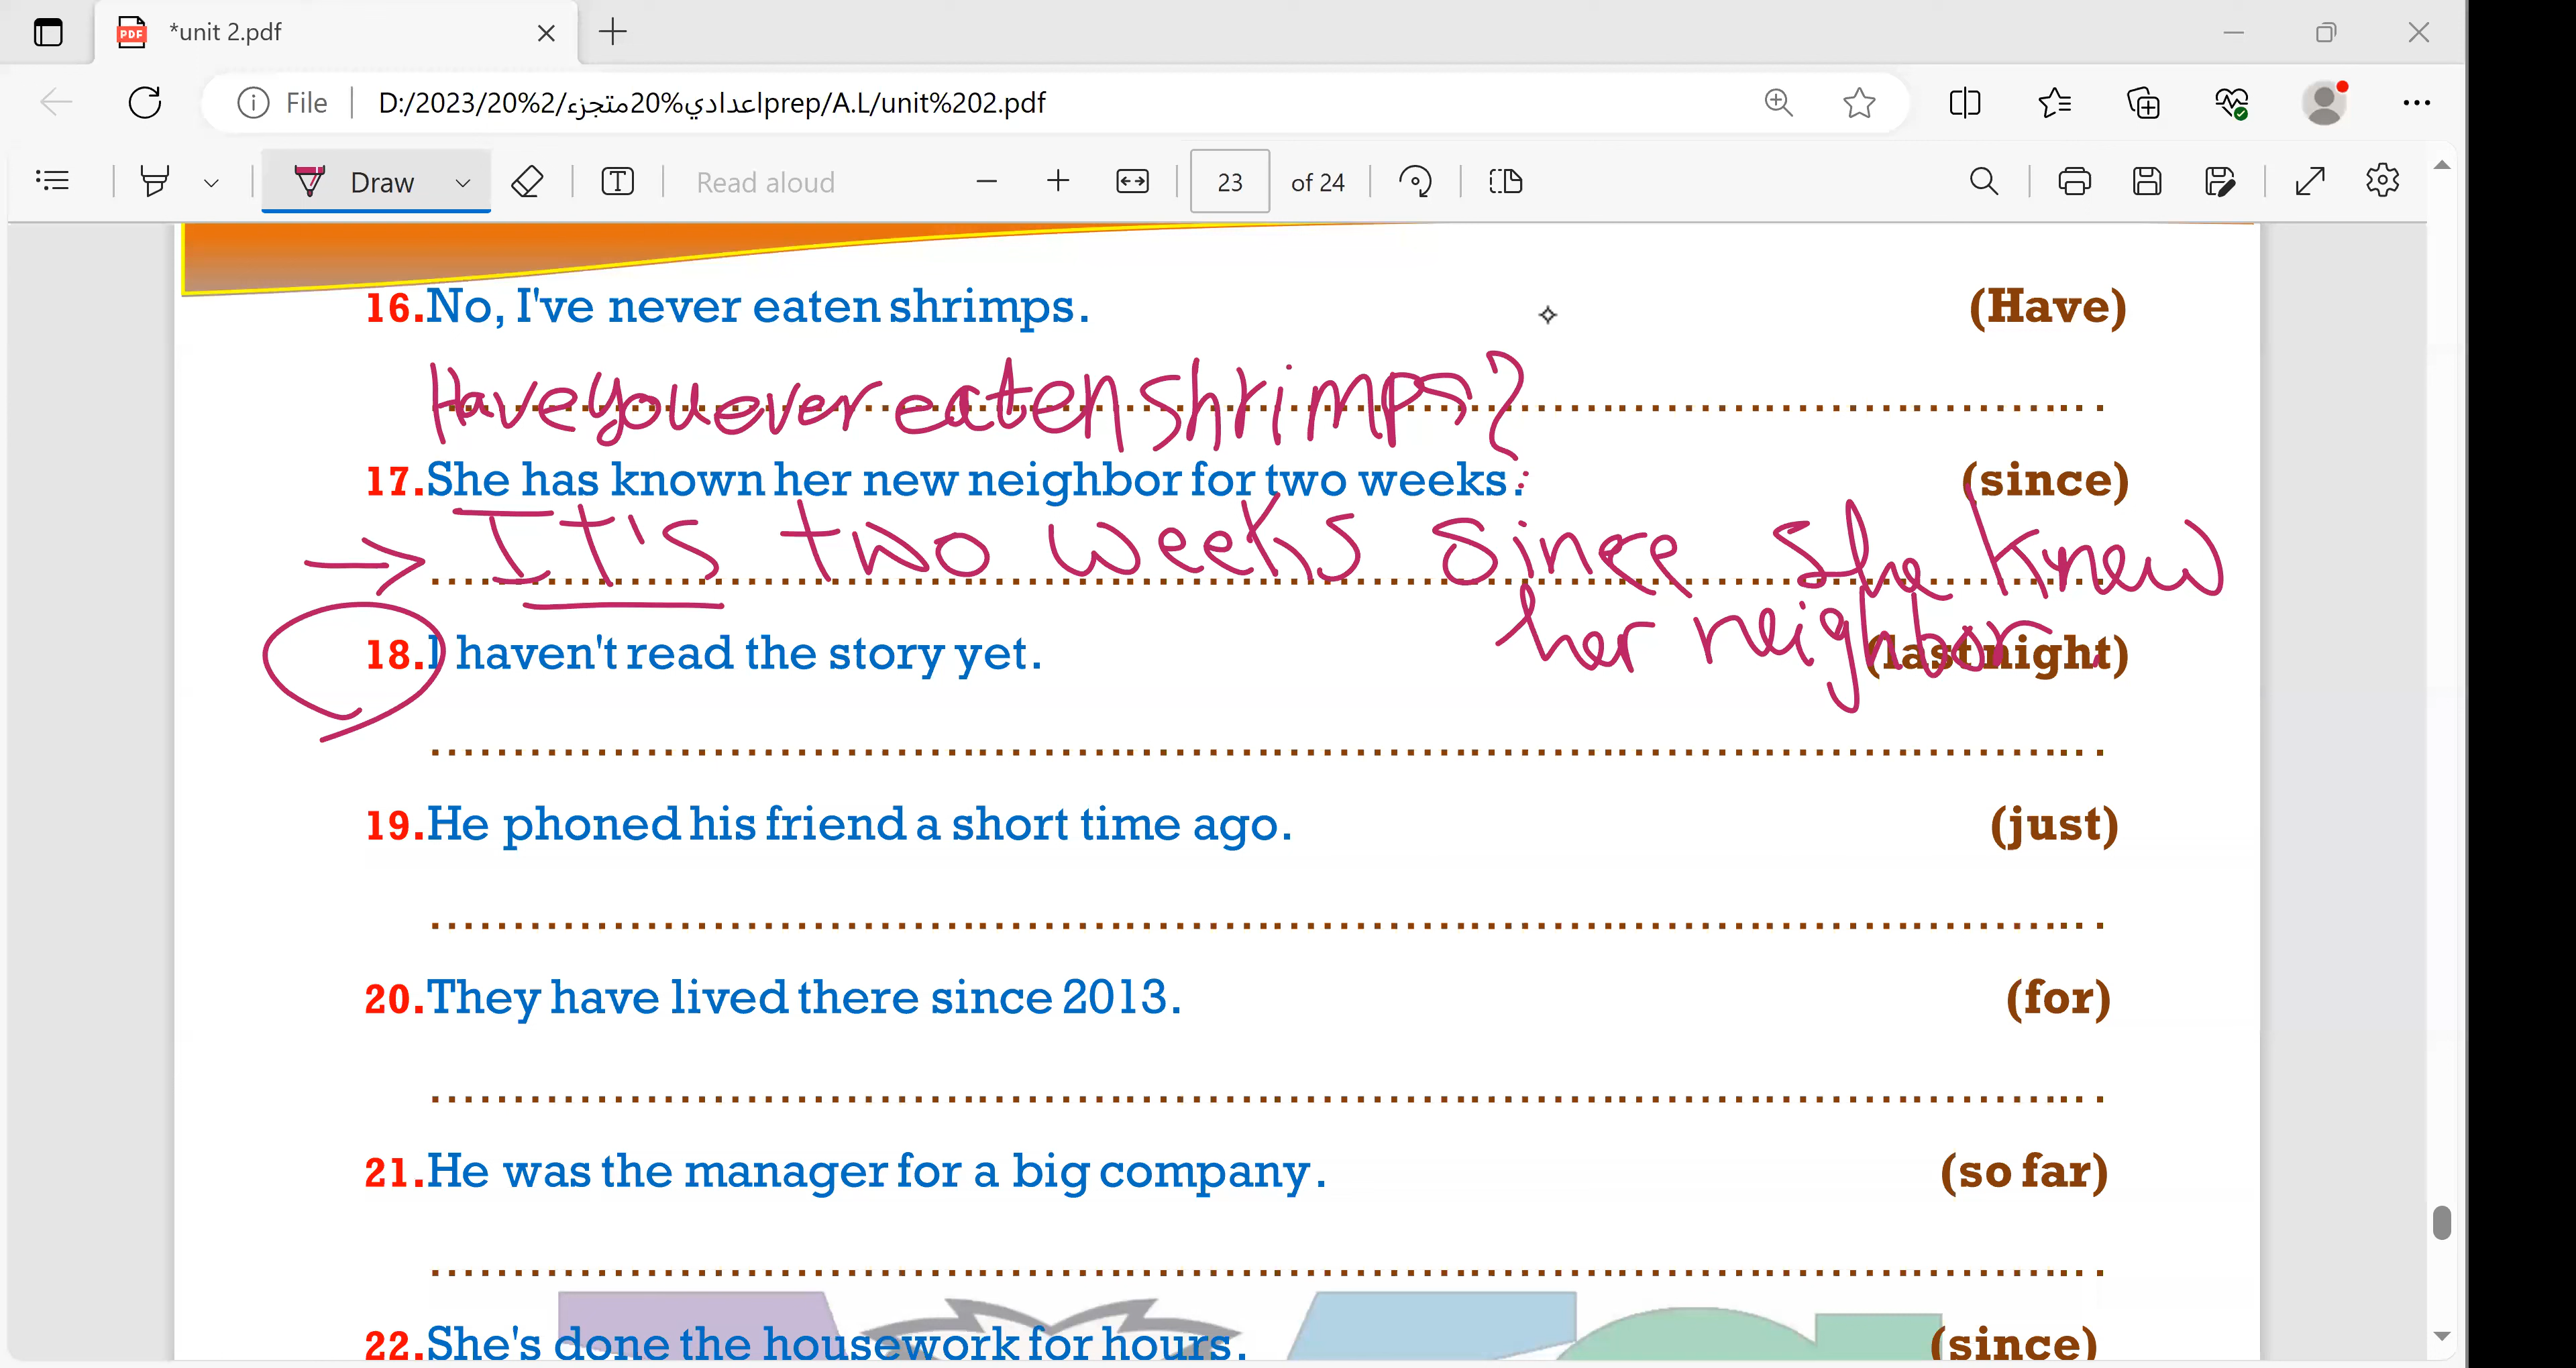 *unit 2.pdf
File D:/2023/20%2/اعدادي%20متجزءprep/A.L/unit%202.pdf
Draw Read aloud 23 of 24
16.No, I've never eaten shrimps. (Have)
Have you ever eaten shrimps?
17.She has known her new neighbor for two weeks. (since)
→ It's two weeks since she knew
her neighbor
18.I haven't read the story yet. (last night)
19.He phoned his friend a short time ago. (just)
20.They have lived there since 2013. (for)
21.He was the manager for a big company. (so far)
22.She's done the housework for hours. (since)